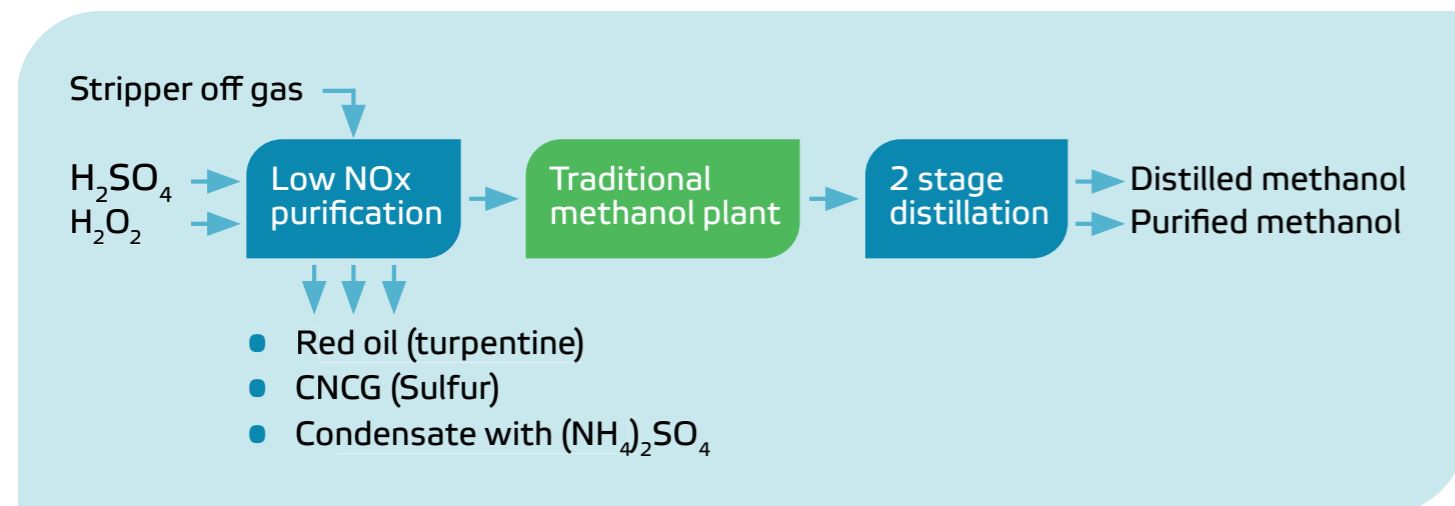 Stripper off gas
H₂SO₄
H₂O₂
Low NOx
purification
Traditional
methanol plant
2 stage
distillation
Distilled methanol
Purified methanol
• Red oil (turpentine)
• CNCG (Sulfur)
• Condensate with (NH₄)₂SO₄